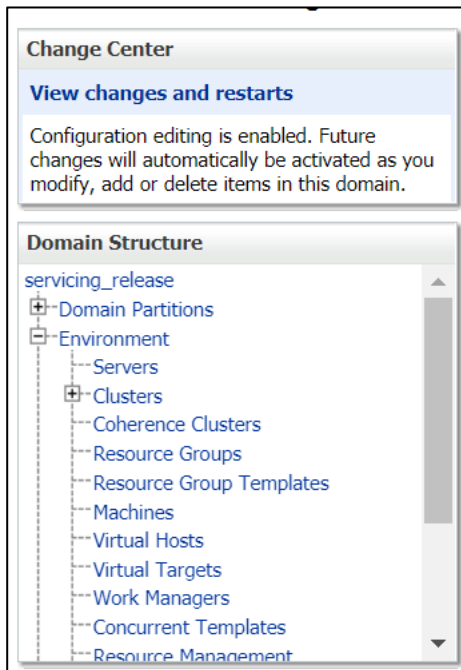 Change Center
View changes and restarts
Configuration editing is enabled. Future
changes will automatically be activated as you
modify, add or delete items in this domain.
Domain Structure
servicing_release
Domain Partitions
Environment
Servers
Clusters
Coherence Clusters
Resource Groups
Resource Group Templates
Machines
Virtual Hosts
Virtual Targets
Work Managers
Concurrent Templates
Resource Management